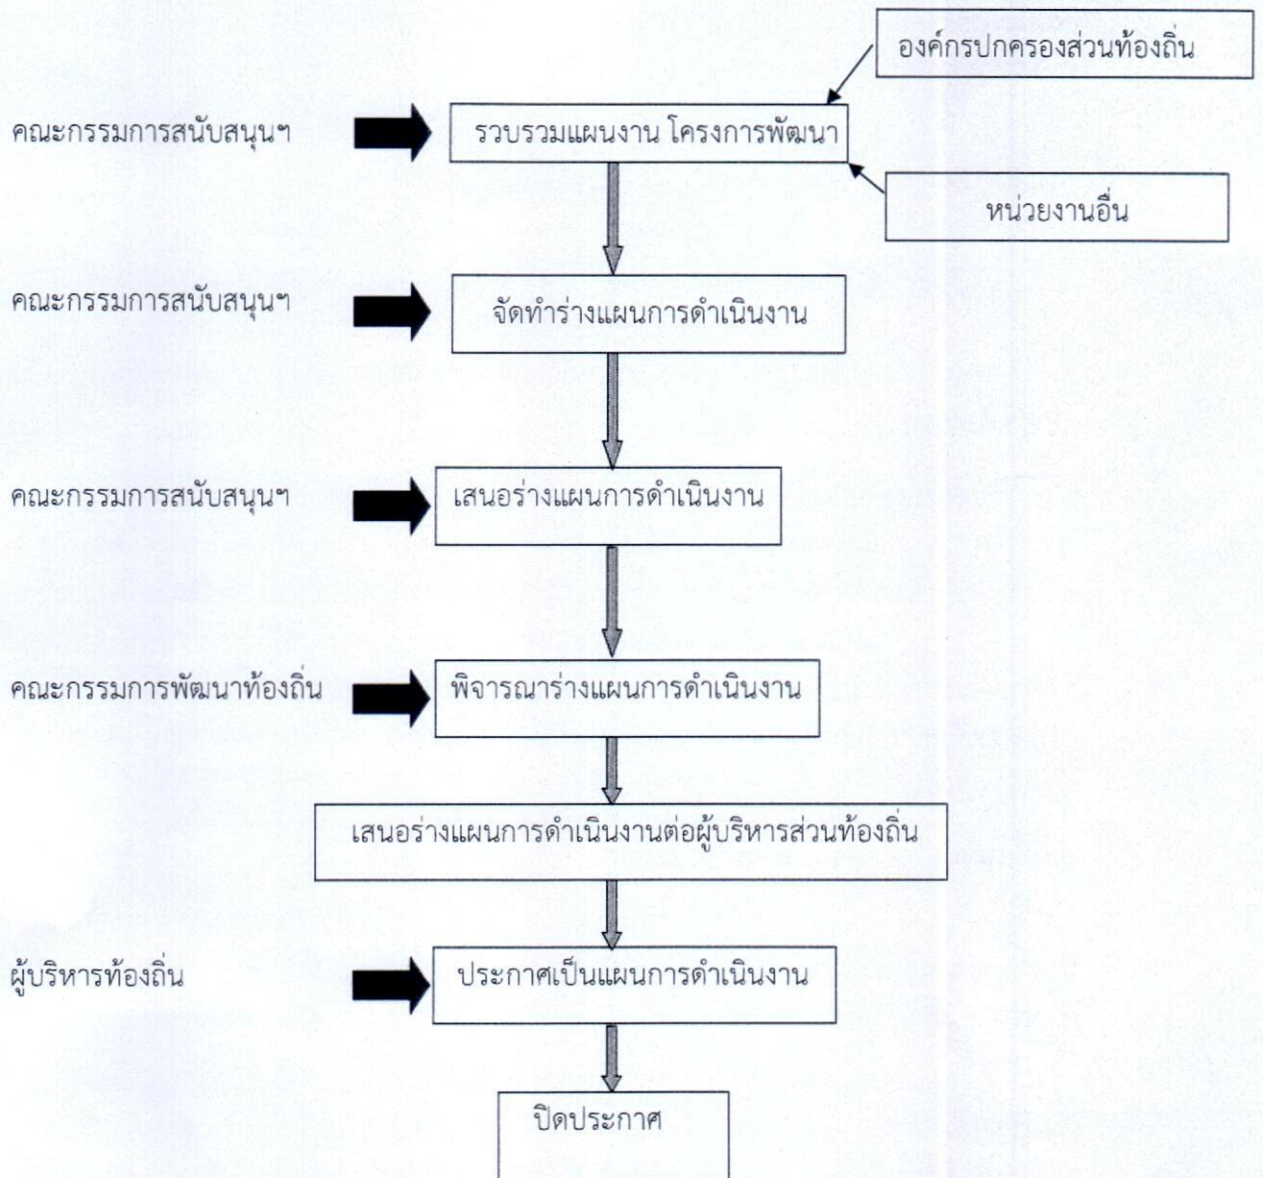 องค์กรปกครองส่วนท้องถิ่น
คณะกรรมการสนับสนุนฯ
รวบรวมแผนงาน โครงการพัฒนา
หน่วยงานอื่น
คณะกรรมการสนับสนุนฯ
จัดทำร่างแผนการดำเนินงาน
คณะกรรมการสนับสนุนฯ
เสนอร่างแผนการดำเนินงาน
คณะกรรมการพัฒนาท้องถิ่น
พิจารณาร่างแผนการดำเนินงาน
เสนอร่างแผนการดำเนินงานต่อผู้บริหารส่วนท้องถิ่น
ผู้บริหารท้องถิ่น
ประกาศเป็นแผนการดำเนินงาน
ปิดประกาศ